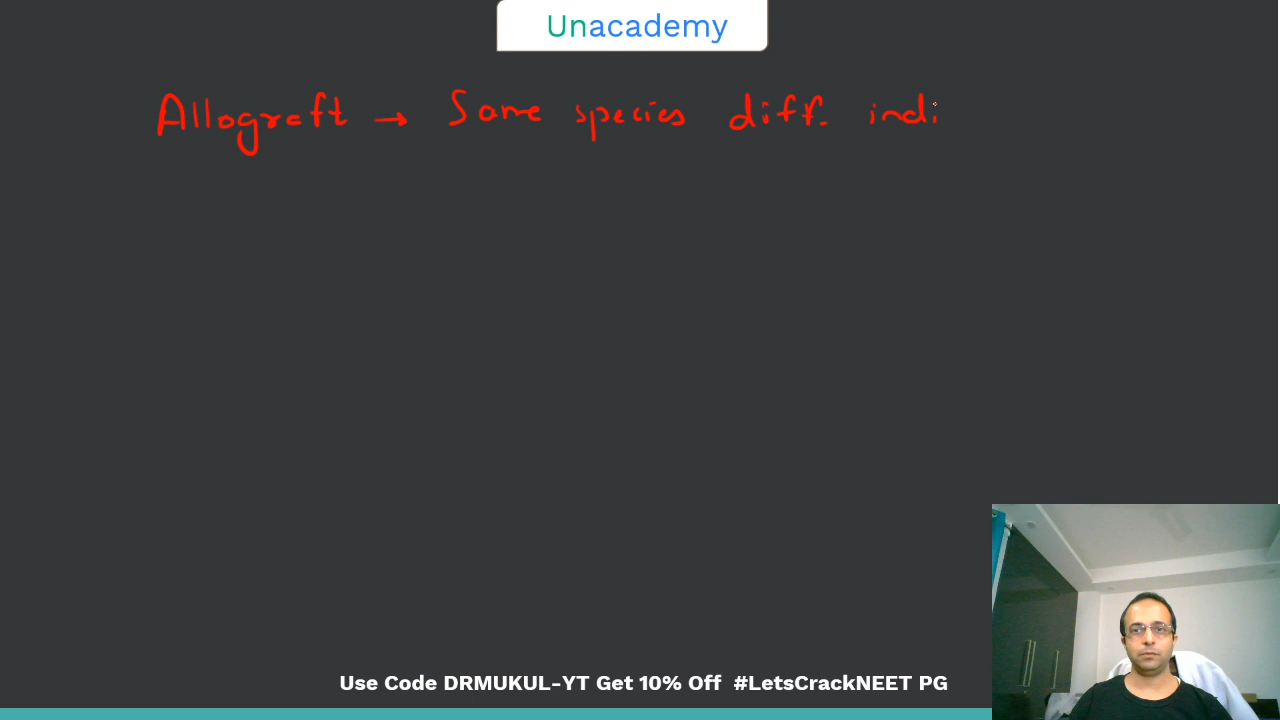 Unacademy
Allograft → Same species diff. indi
Use Code DRMUKUL-YT Get 10% Off #LetsCrackNEET PG